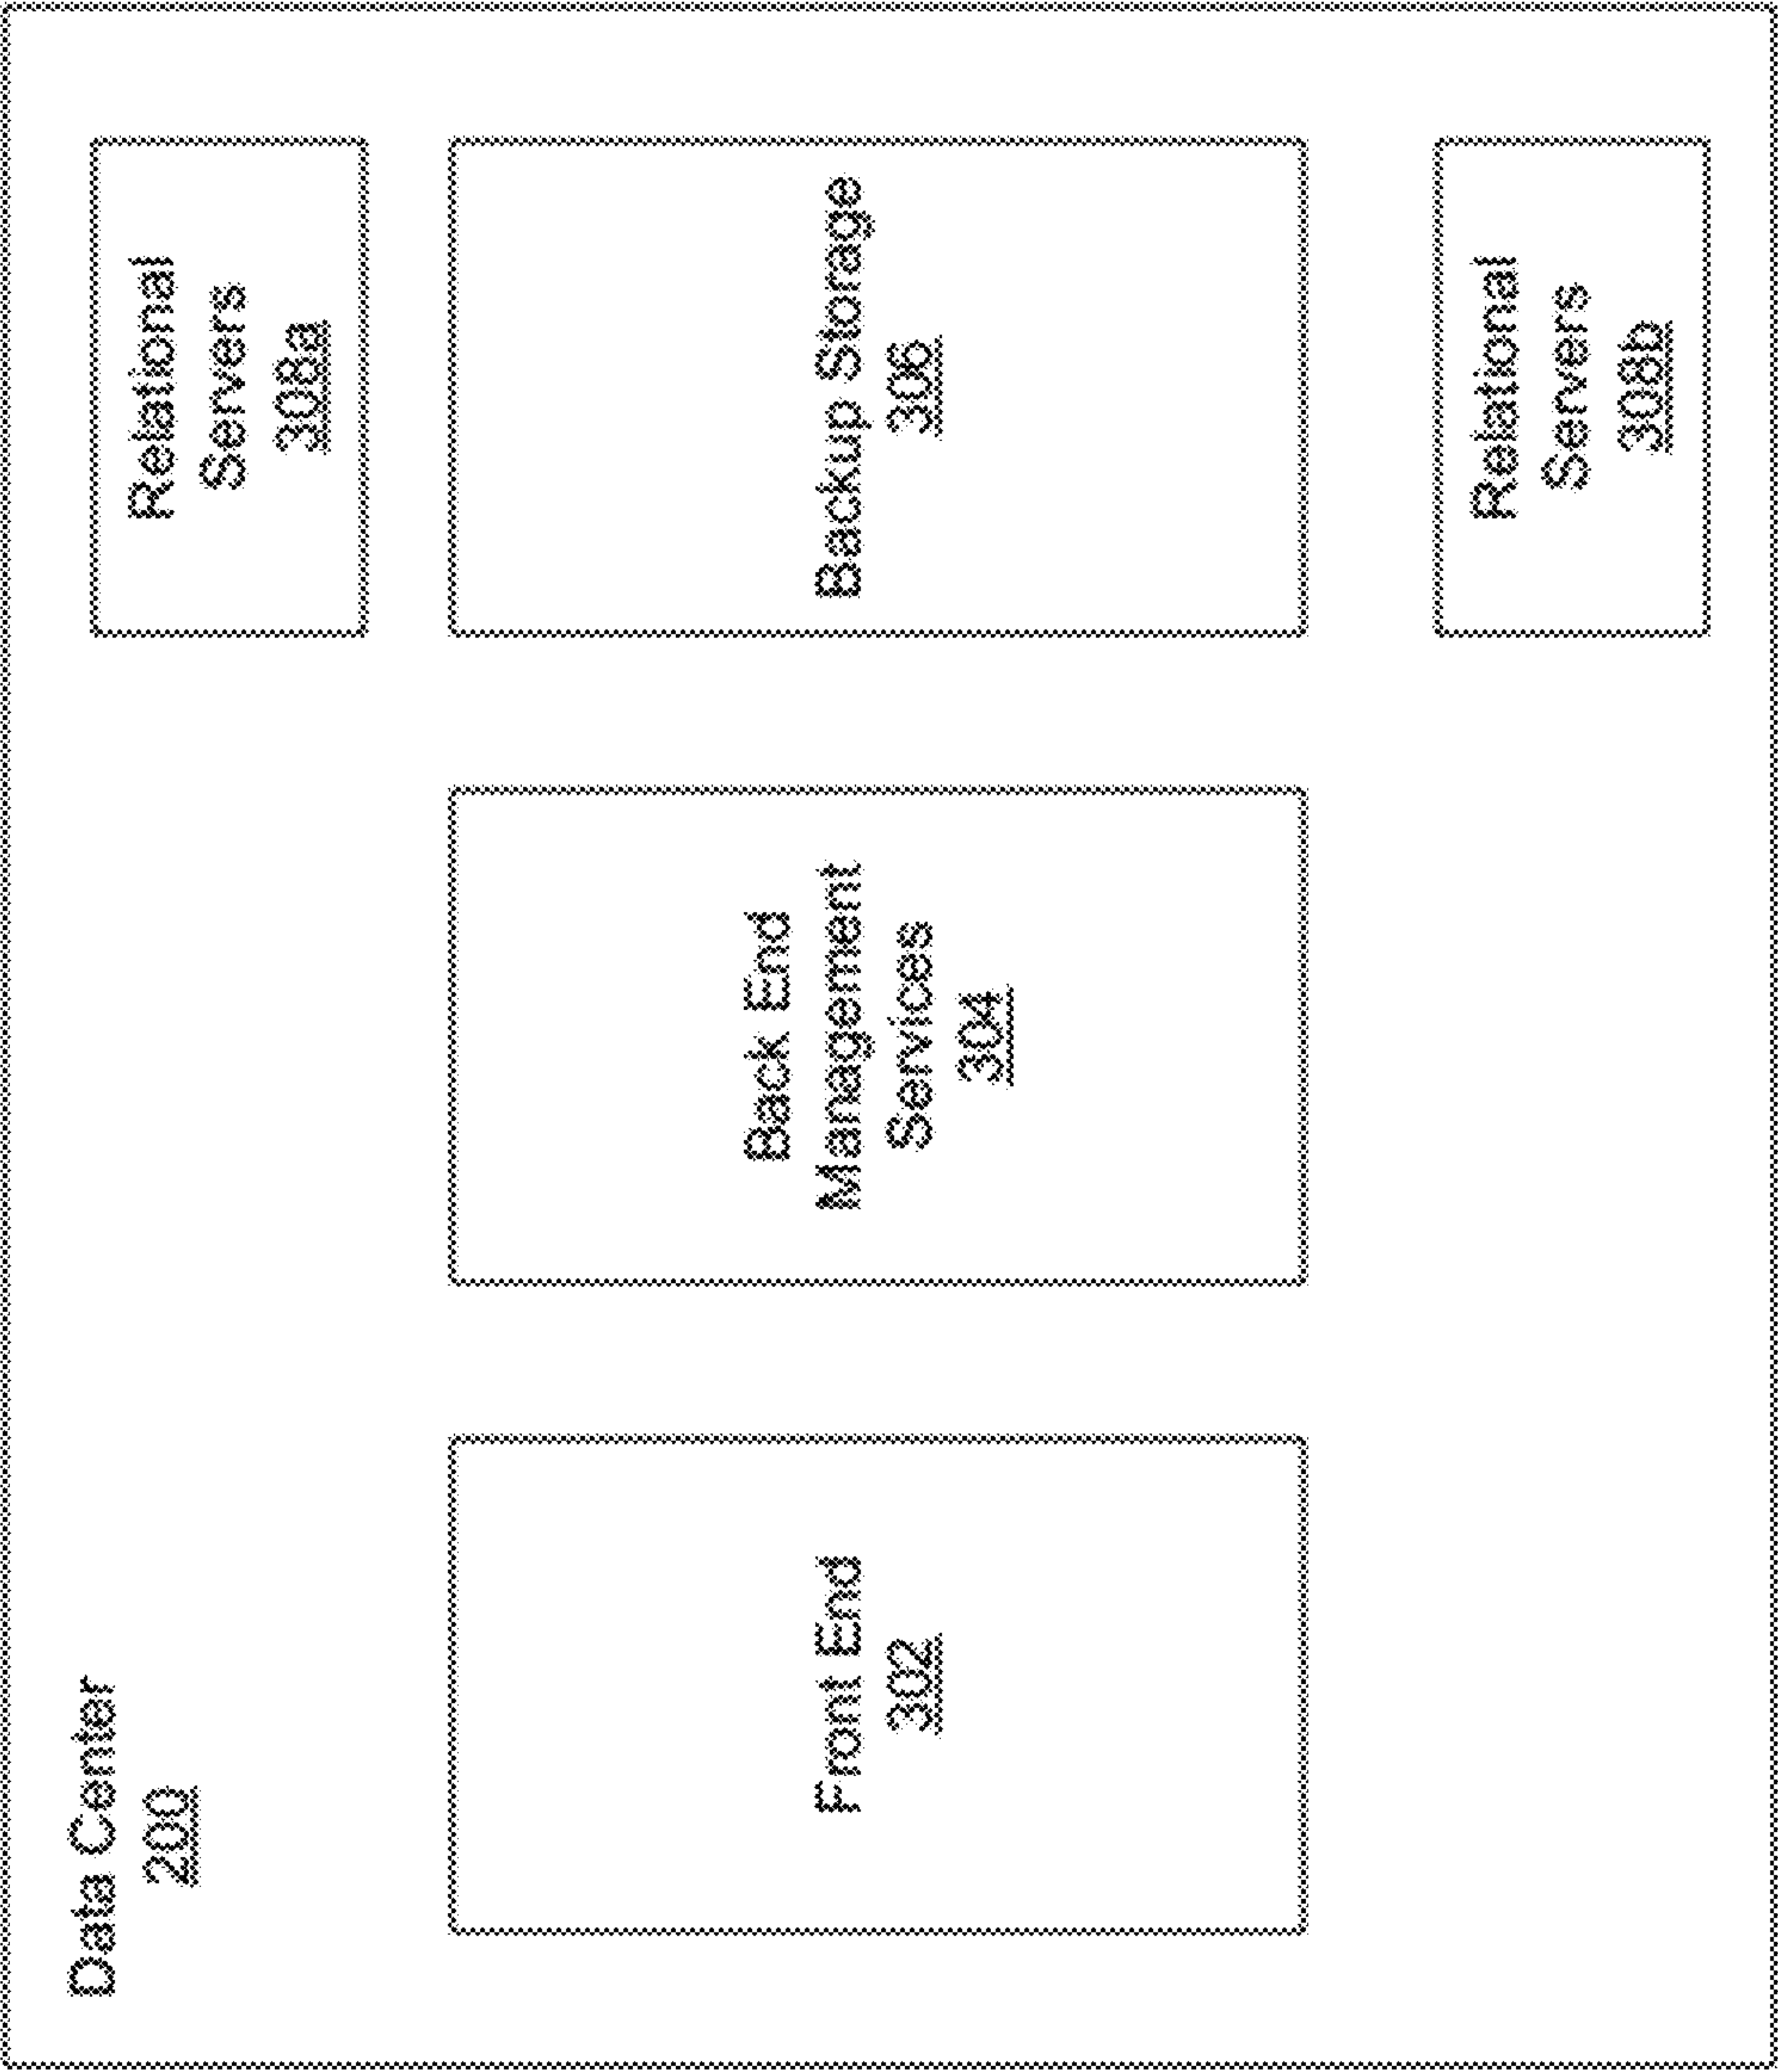 Data Center
200
Front End
302
Back End
Management
Services
304
Relational
Servers
308a
Backup Storage
306
Relational
Servers
308b